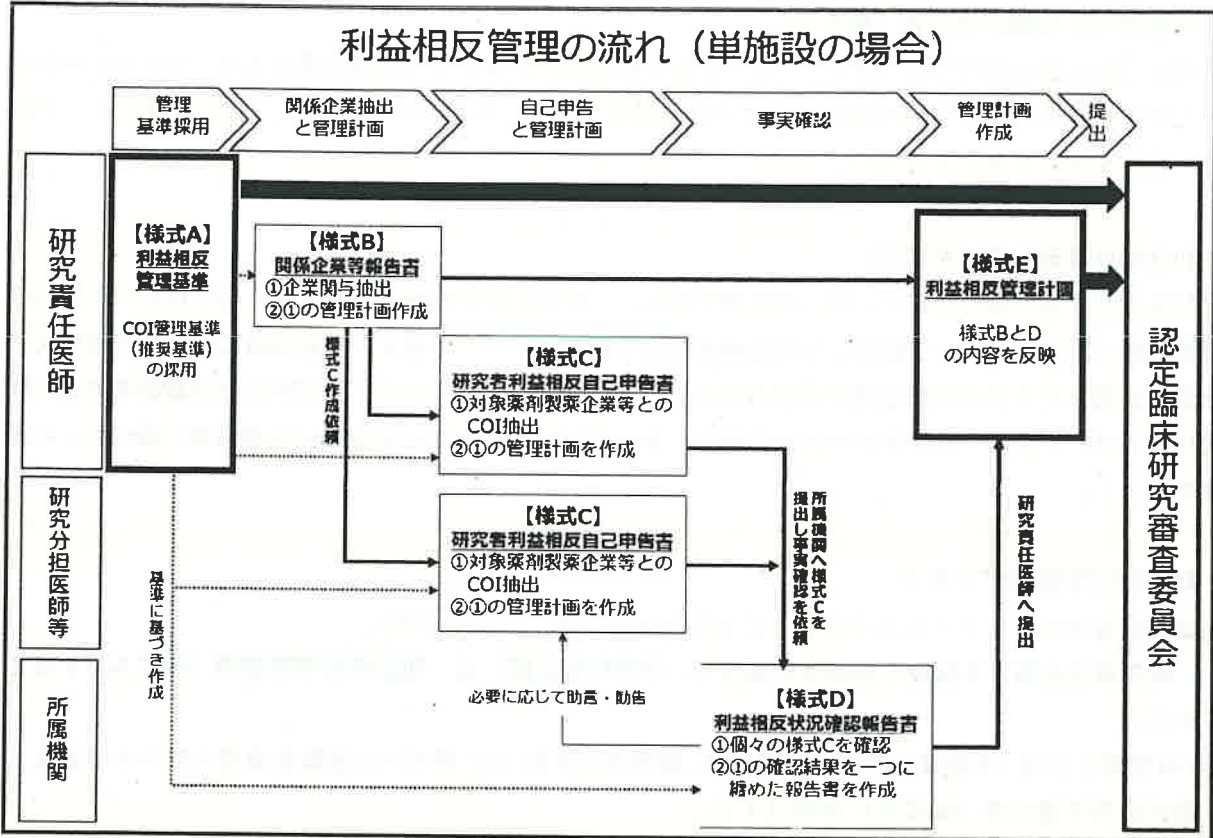 利益相反管理の流れ（単施設の場合）
管理
基準採用
関係企業抽出
と管理計画
自己申告
と管理計画
事実確認
管理計画
作成
提出
研究責任医師
【様式A】
利益相反
管理基準
COI管理基準
（推奨基準）
の採用
【様式B】
関係企業等報告書
①企業関与抽出
②①の管理計画作成
様式C作成依頼
【様式C】
研究者利益相反自己申告書
①対象薬剤製薬企業等との
COI抽出
②①の管理計画を作成
【様式E】
利益相反管理計画
様式BとD
の内容を反映
認定臨床研究審査委員会
研究分担医師等
【様式C】
研究者利益相反自己申告書
①対象薬剤製薬企業等との
COI抽出
②①の管理計画を作成
所属機関へ様式Cを
提出し事実確認を依頼
研究責任医師へ提出
基準に基づき作成
所属機関
必要に応じて助言・勧告
【様式D】
利益相反状況確認報告書
①個々の様式Cを確認
②①の確認結果を一つに
纏めた報告書を作成